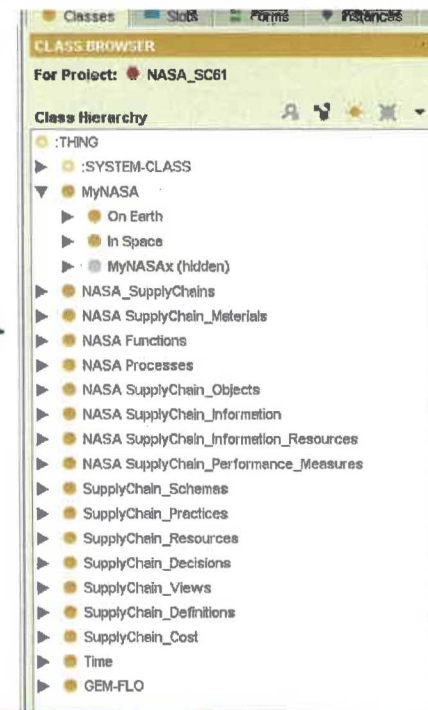 Classes Slots Forms Instances
CLASS BROWSER
For Project: NASA_SC61
Class Hierarchy
:THING
:SYSTEM-CLASS
MyNASA
On Earth
In Space
MyNASAx (hidden)
NASA_SupplyChains
NASA SupplyChain_Materials
NASA Functions
NASA Processes
NASA SupplyChain_Objects
NASA SupplyChain_Information
NASA SupplyChain_Information_Resources
NASA SupplyChain_Performance_Measures
SupplyChain_Schemas
SupplyChain_Practices
SupplyChain_Resources
SupplyChain_Decisions
SupplyChain_Views
SupplyChain_Definitions
SupplyChain_Cost
Time
GEM-FLO